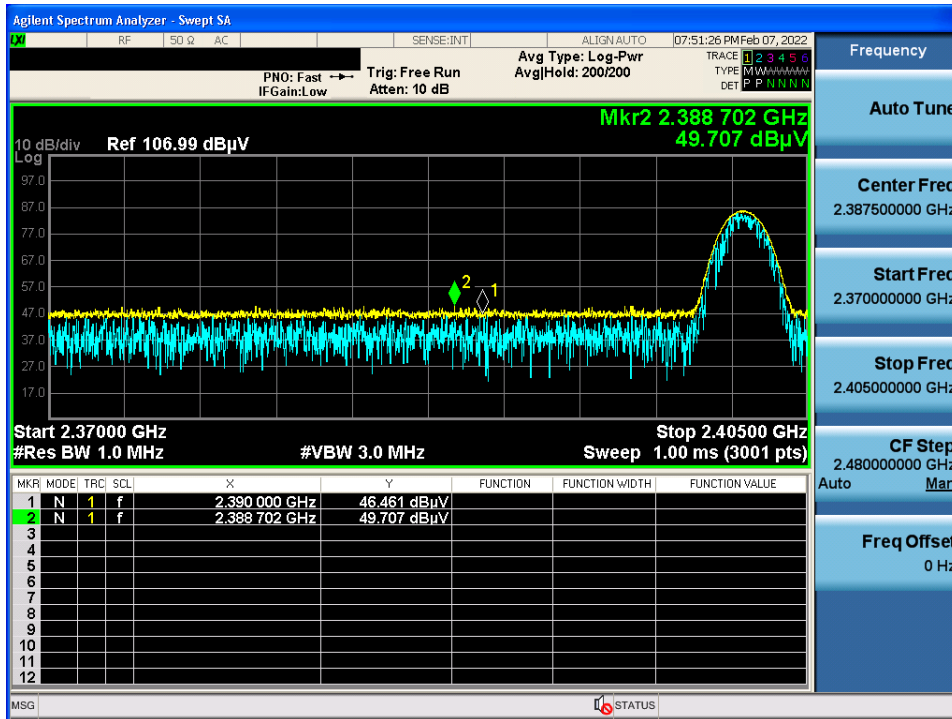 Agilent Spectrum Analyzer - Swept SA
LXI RF 50 Ω AC SENSE:INT ALIGN AUTO 07:51:26 PM Feb 07, 2022
PNO: Fast IFGain:Low
Trig: Free Run
Atten: 10 dB
Avg Type: Log-Pwr
Avg|Hold: 200/200
TRACE 1 2 3 4 5 6
TYPE M W W W W W
DET P P N N N N
Mkr2 2.388 702 GHz
49.707 dBµV
10 dB/div Ref 106.99 dBµV
Log
97.0
87.0
77.0
67.0
57.0
47.0
37.0
27.0
17.0
2
1
Start 2.37000 GHz Stop 2.40500 GHz
#Res BW 1.0 MHz #VBW 3.0 MHz Sweep 1.00 ms (3001 pts)
MKR MODE TRC SCL X Y FUNCTION FUNCTION WIDTH FUNCTION VALUE
1 N 1 f 2.390 000 GHz 46.461 dBµV
2 N 1 f 2.388 702 GHz 49.707 dBµV
3
4
5
6
7
8
9
10
11
12
MSG STATUS
Frequency
Auto Tune
Center Freq
2.387500000 GHz
Start Freq
2.370000000 GHz
Stop Freq
2.405000000 GHz
CF Step
2.480000000 GHz
Auto Man
Freq Offset
0 Hz